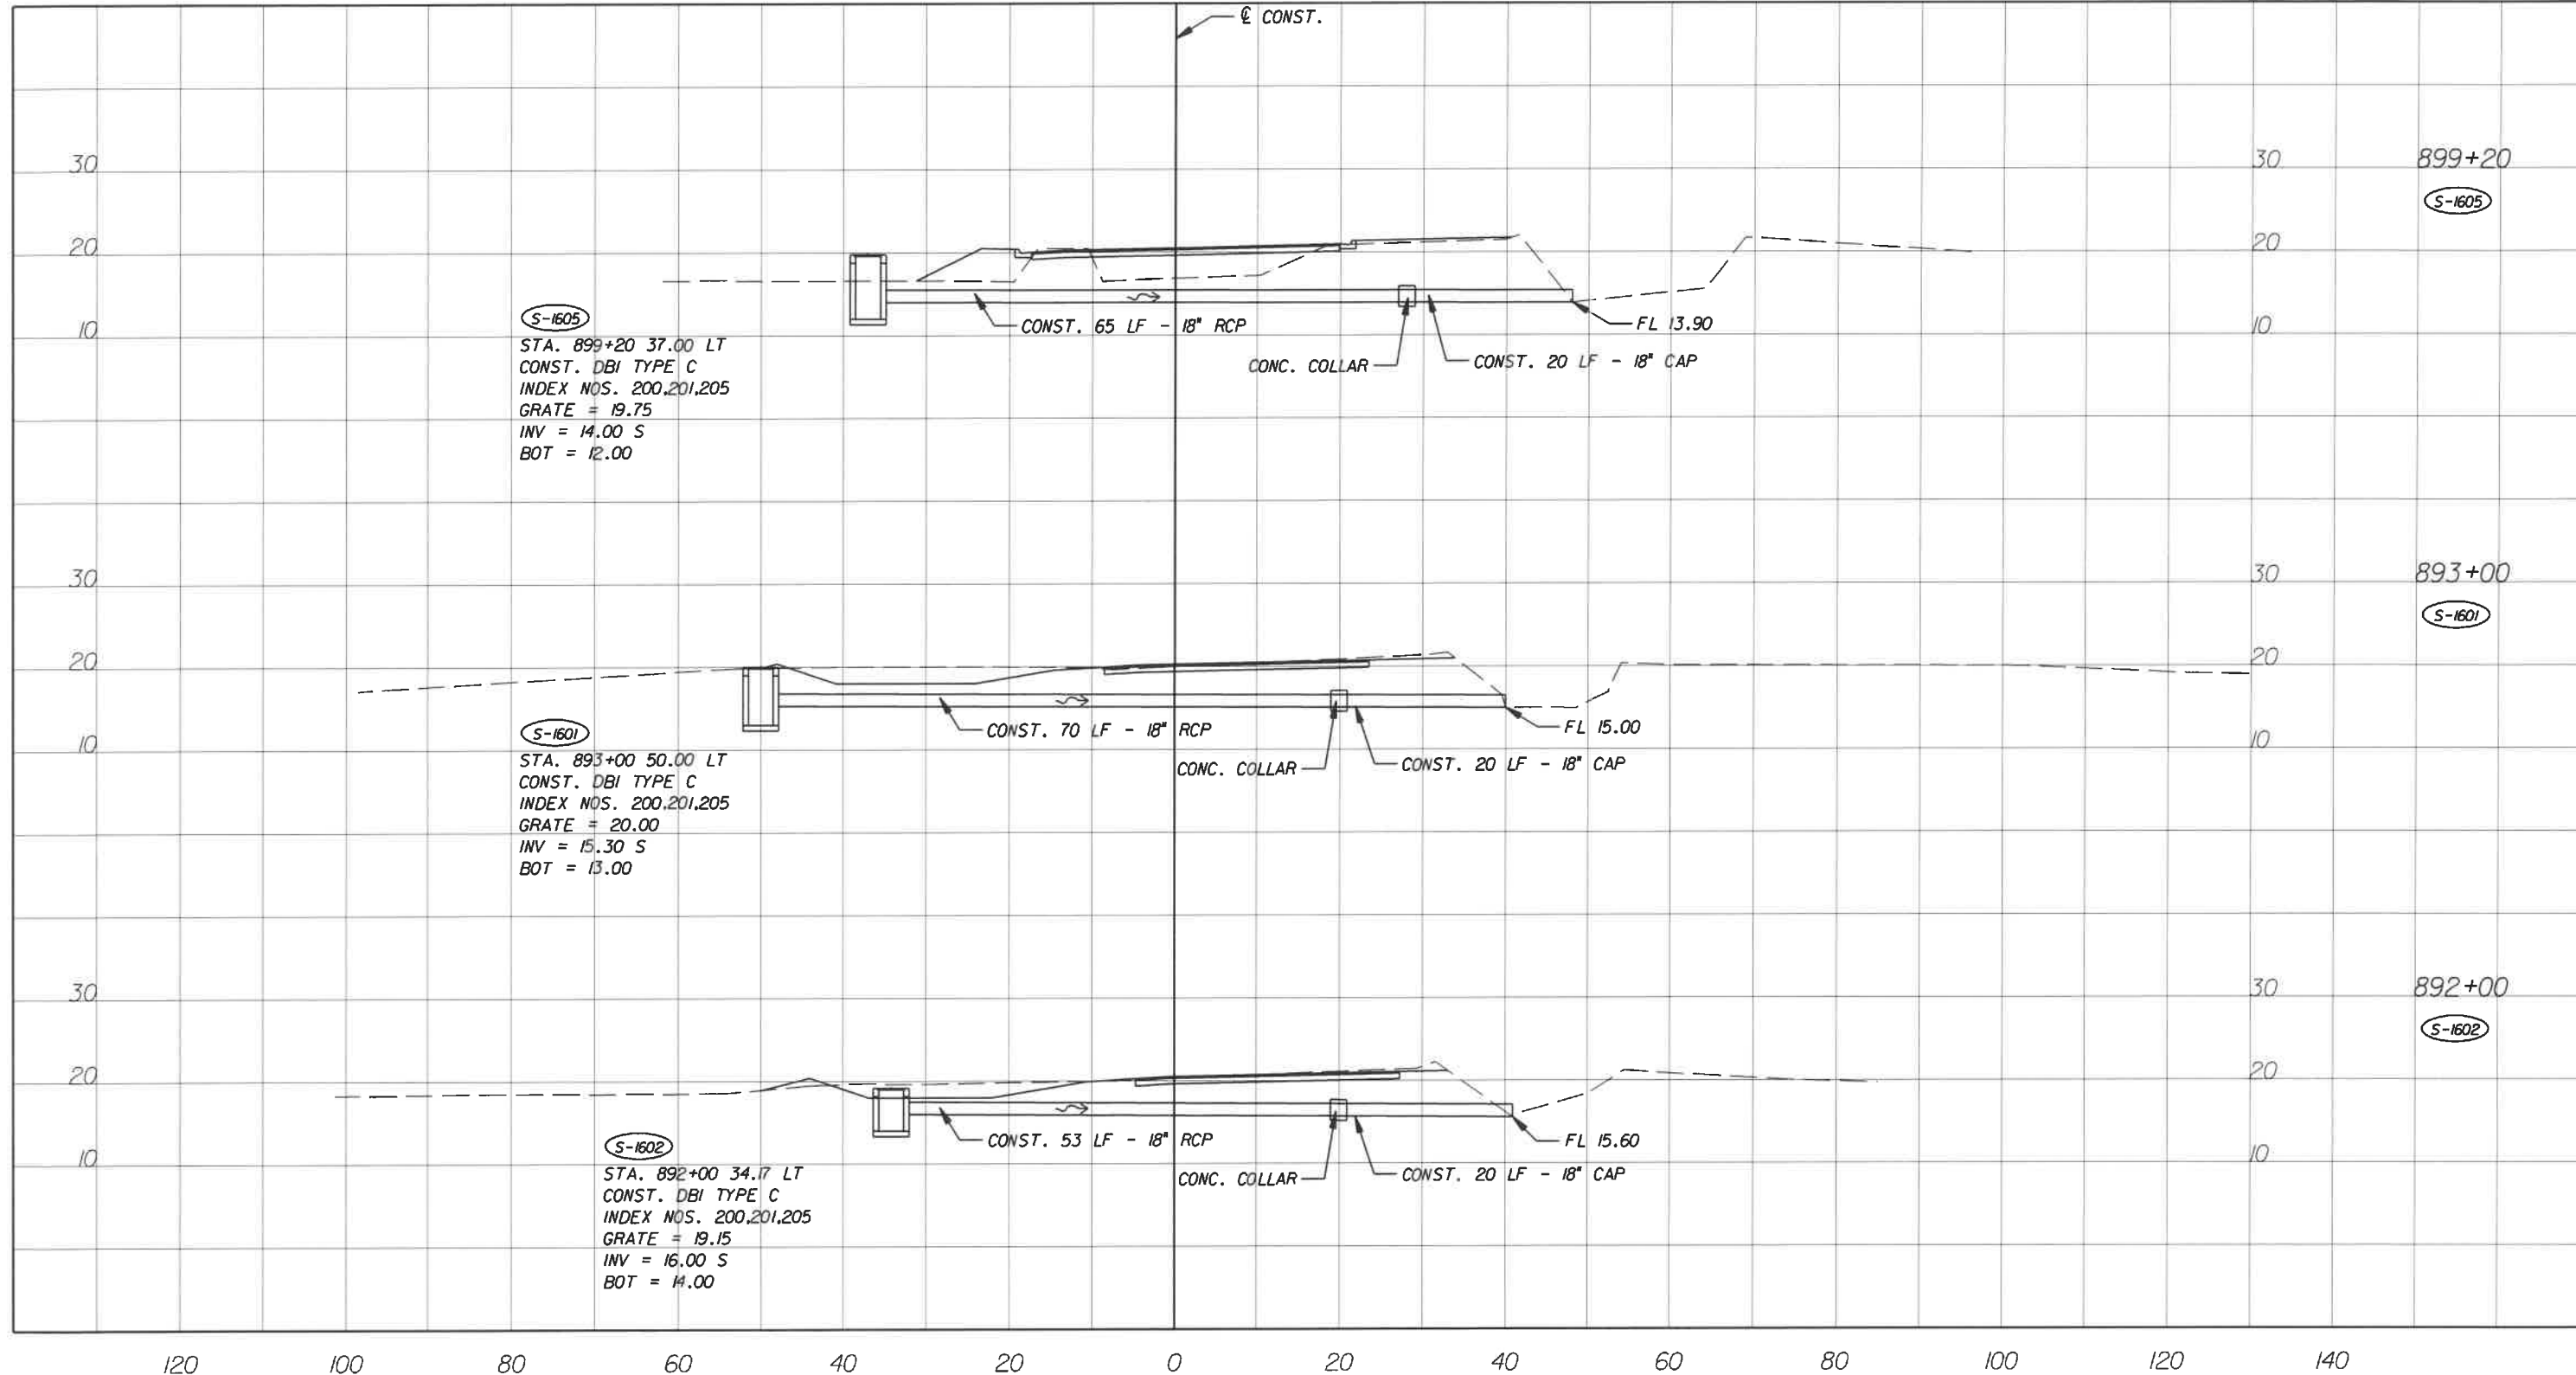 ℄ CONST.
30 30 899+20
S-1605
20 20
10 10
S-1605
STA. 899+20 37.00 LT
CONST. DBI TYPE C
INDEX NOS. 200,201,205
GRATE = 19.75
INV = 14.00 S
BOT = 12.00
CONST. 65 LF - 18" RCP
CONC. COLLAR
CONST. 20 LF - 18" CAP
FL 13.90
30 30 893+00
S-1601
20 20
10 10
S-1601
STA. 893+00 50.00 LT
CONST. DBI TYPE C
INDEX NOS. 200,201,205
GRATE = 20.00
INV = 15.30 S
BOT = 13.00
CONST. 70 LF - 18" RCP
CONC. COLLAR
CONST. 20 LF - 18" CAP
FL 15.00
30 30 892+00
S-1602
20 20
10 10
S-1602
STA. 892+00 34.17 LT
CONST. DBI TYPE C
INDEX NOS. 200,201,205
GRATE = 19.15
INV = 16.00 S
BOT = 14.00
CONST. 53 LF - 18" RCP
CONC. COLLAR
CONST. 20 LF - 18" CAP
FL 15.60
120 100 80 60 40 20 0 20 40 60 80 100 120 140